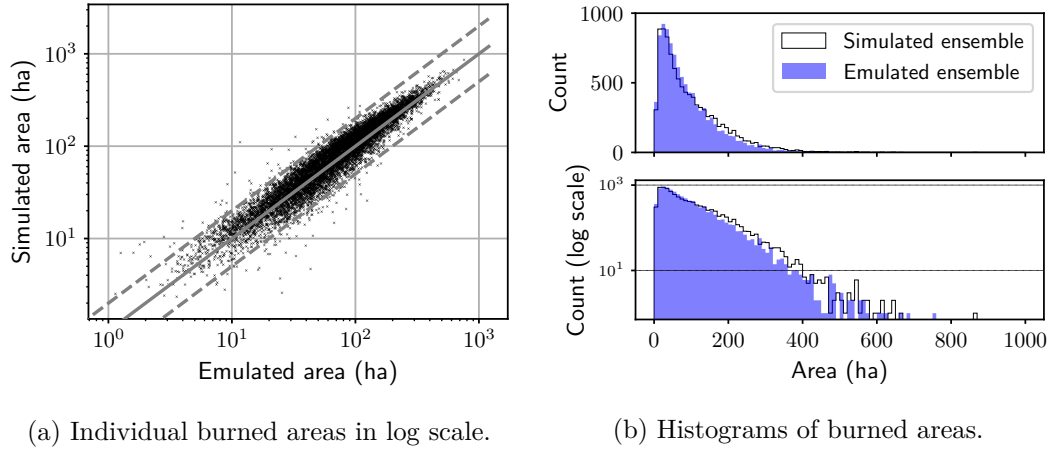 Simulated area (ha)
10³
10²
10¹
10⁰ 10¹ 10² 10³
Emulated area (ha)
(a) Individual burned areas in log scale.
Count
1000
500
0
Simulated ensemble
Emulated ensemble
Count (log scale)
10³
10¹
0 200 400 600 800 1000
Area (ha)
(b) Histograms of burned areas.